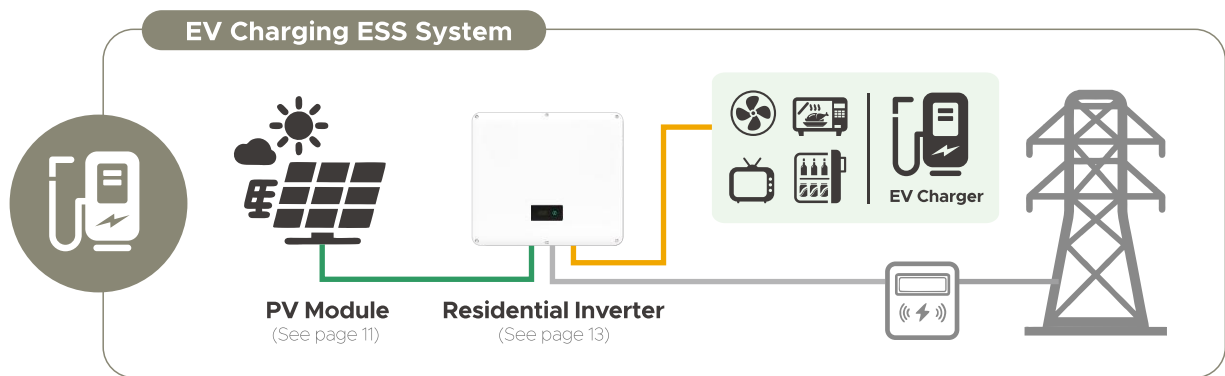 EV Charging ESS System
EV Charger
PV Module
(See page 11)
Residential Inverter
(See page 13)